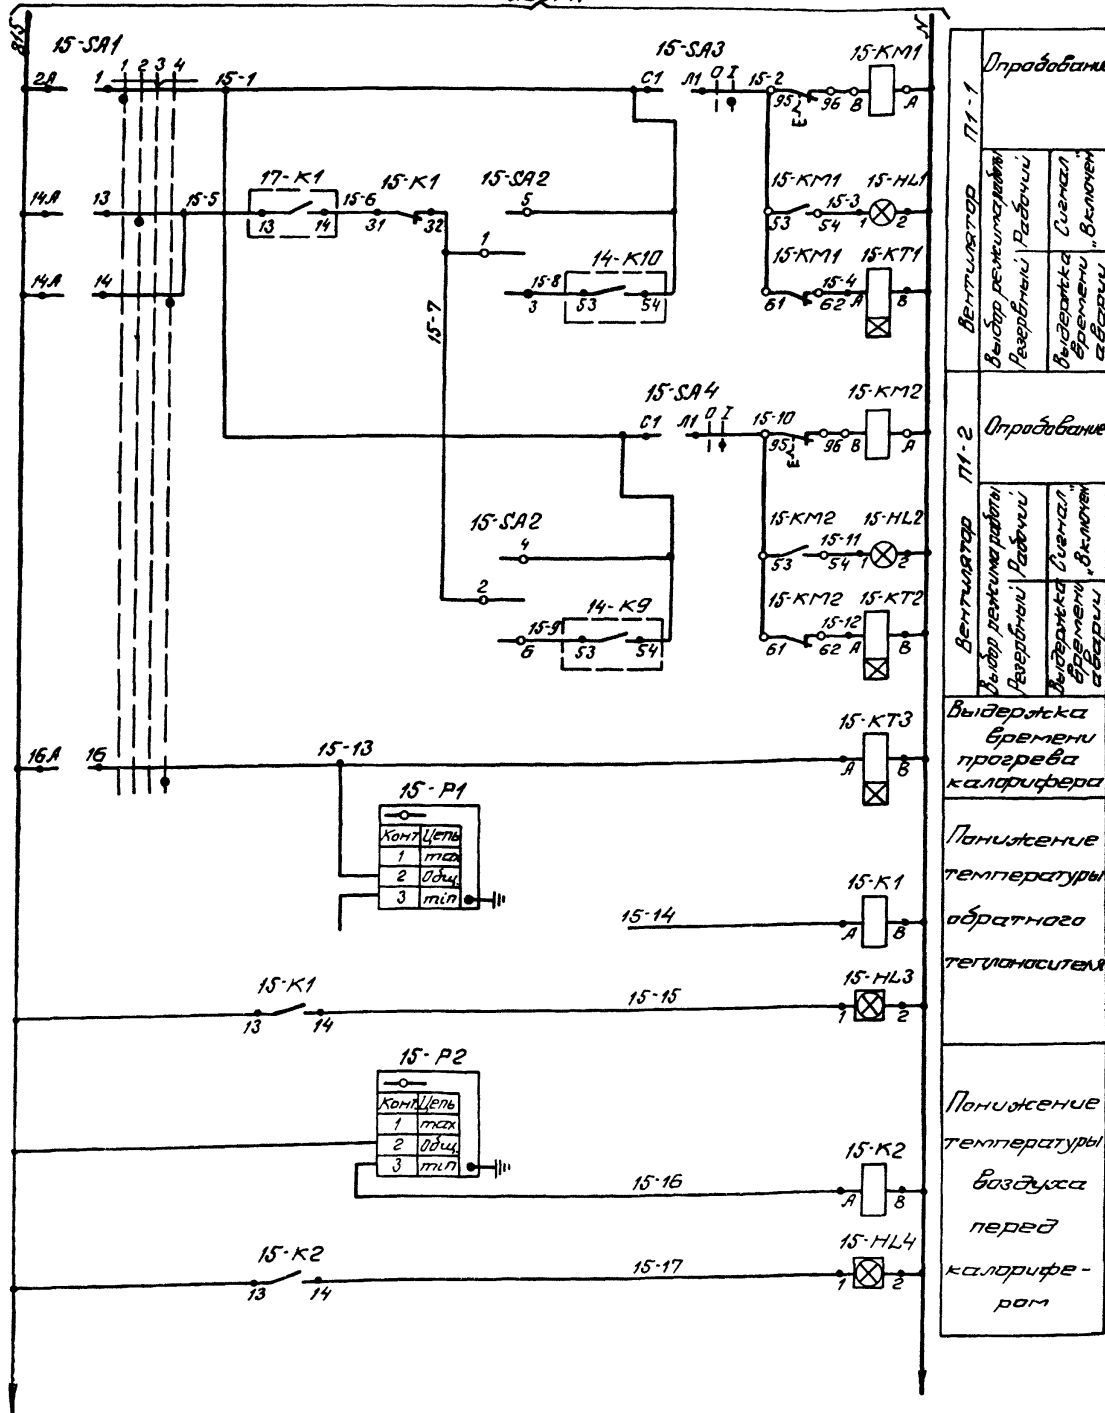 815
N
15-SA1
15-SA3
15-KM1
1 2 3 4
2A
1
15-1
C1
Л1
0 I
15-2
95
96
B
A
14A
13
15-5
17-K1
13
14
15-6
15-K1
31
32
15-SA2
5
1
15-KM1
15-HL1
53
54
15-3
1
2
14A
14
15-7
15-8
3
14-K10
53
54
15-KM1
15-KT1
61
62
15-4
A
B
15-SA4
15-KM2
C1
Л1
0 I
15-10
95
96
B
A
15-SA2
4
2
15-KM2
15-HL2
53
54
15-11
1
2
15-9
6
14-K9
53
54
15-KM2
15-KT2
61
62
15-12
A
B
16A
16
15-13
15-KT3
A
B
15-P1
Конт Цепь
1 max
2 Общ.
3 min
15-14
15-K1
A
B
15-K1
13
14
15-15
15-HL3
1
2
15-P2
Конт Цепь
1 max
2 Общ.
3 min
15-16
15-K2
A
B
15-K2
13
14
15-17
15-HL4
1
2
Вентилятор П1-1
Опробование
Выбор режима работы
Резервный Рабочий
Сигнал
„Включен"
Выдержка
времени
аварии
Вентилятор П1-2
Опробование
Выбор режима работы
Резервный Рабочий
Сигнал
„Включен"
Выдержка
времени
аварии
Выдержка
времени
прогрева
калорифера
Понижение
температуры
обратного
теплоносителя
Понижение
температуры
воздуха
перед
калорифе-
ром